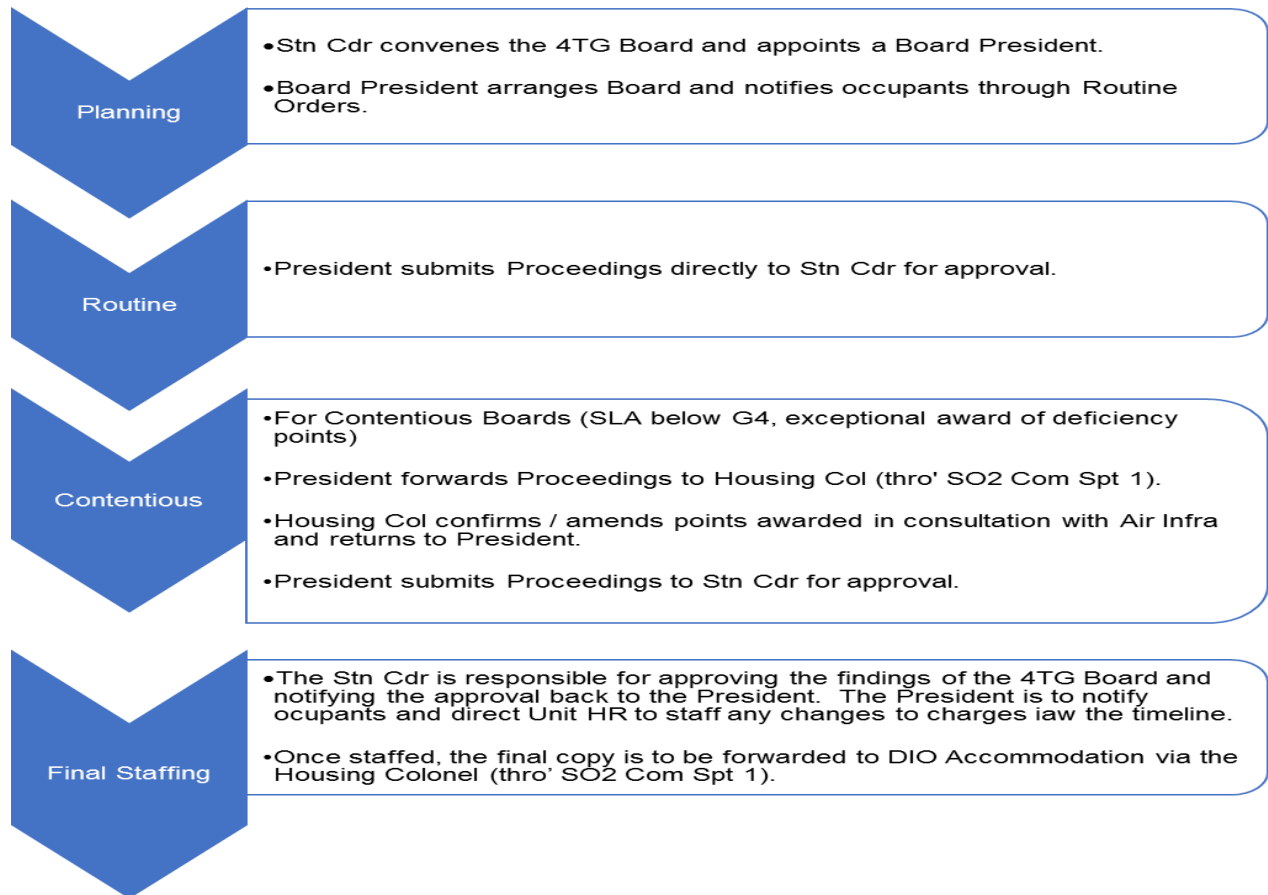 Planning
•Stn Cdr convenes the 4TG Board and appoints a Board President.
•Board President arranges Board and notifies occupants through Routine
Orders.
Routine
•President submits Proceedings directly to Stn Cdr for approval.
Contentious
•For Contentious Boards (SLA below G4, exceptional award of deficiency
points)
•President forwards Proceedings to Housing Col (thro' SO2 Com Spt 1).
•Housing Col confirms / amends points awarded in consultation with Air Infra
and returns to President.
•President submits Proceedings to Stn Cdr for approval.
Final Staffing
•The Stn Cdr is responsible for approving the findings of the 4TG Board and
notifying the approval back to the President.  The President is to notify
ocupants and direct Unit HR to staff any changes to charges iaw the timeline.
•Once staffed, the final copy is to be forwarded to DIO Accommodation via the
Housing Colonel (thro’ SO2 Com Spt 1).